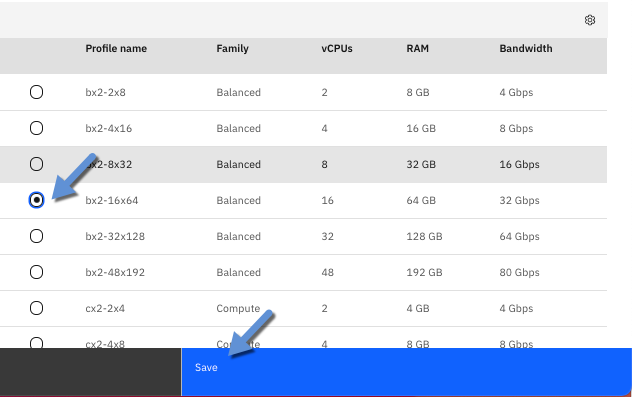 Profile name Family vCPUs RAM Bandwidth
bx2-2x8 Balanced 2 8 GB 4 Gbps
bx2-4x16 Balanced 4 16 GB 8 Gbps
bx2-8x32 Balanced 8 32 GB 16 Gbps
bx2-16x64 Balanced 16 64 GB 32 Gbps
bx2-32x128 Balanced 32 128 GB 64 Gbps
bx2-48x192 Balanced 48 192 GB 80 Gbps
cx2-2x4 Compute 2 4 GB 4 Gbps
cx2-4x8 Compute 4 8 GB 8 Gbps
Save